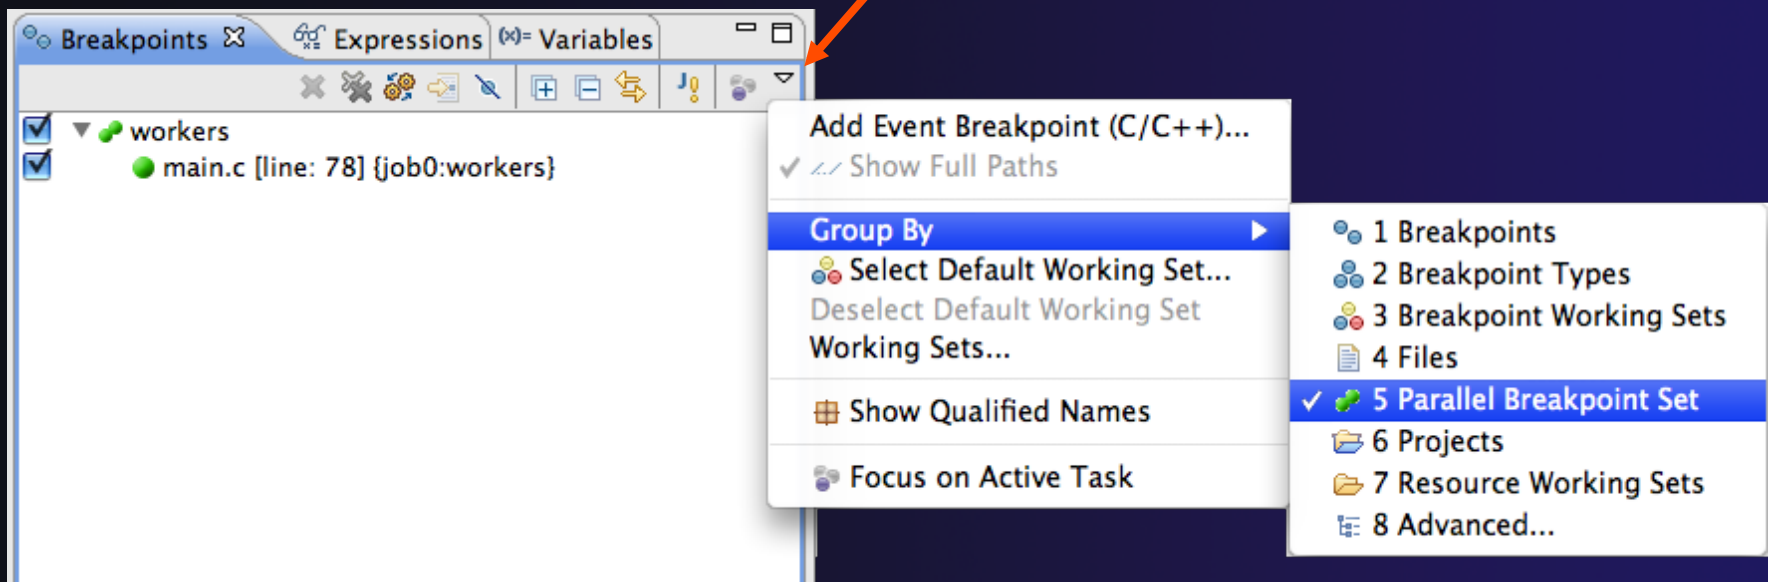 Breakpoints Expressions (x)= Variables
workers
main.c [line: 78] {job0:workers}
Add Event Breakpoint (C/C++)...
Show Full Paths
Group By
Select Default Working Set...
Deselect Default Working Set
Working Sets...
Show Qualified Names
Focus on Active Task
1 Breakpoints
2 Breakpoint Types
3 Breakpoint Working Sets
4 Files
5 Parallel Breakpoint Set
6 Projects
7 Resource Working Sets
8 Advanced...